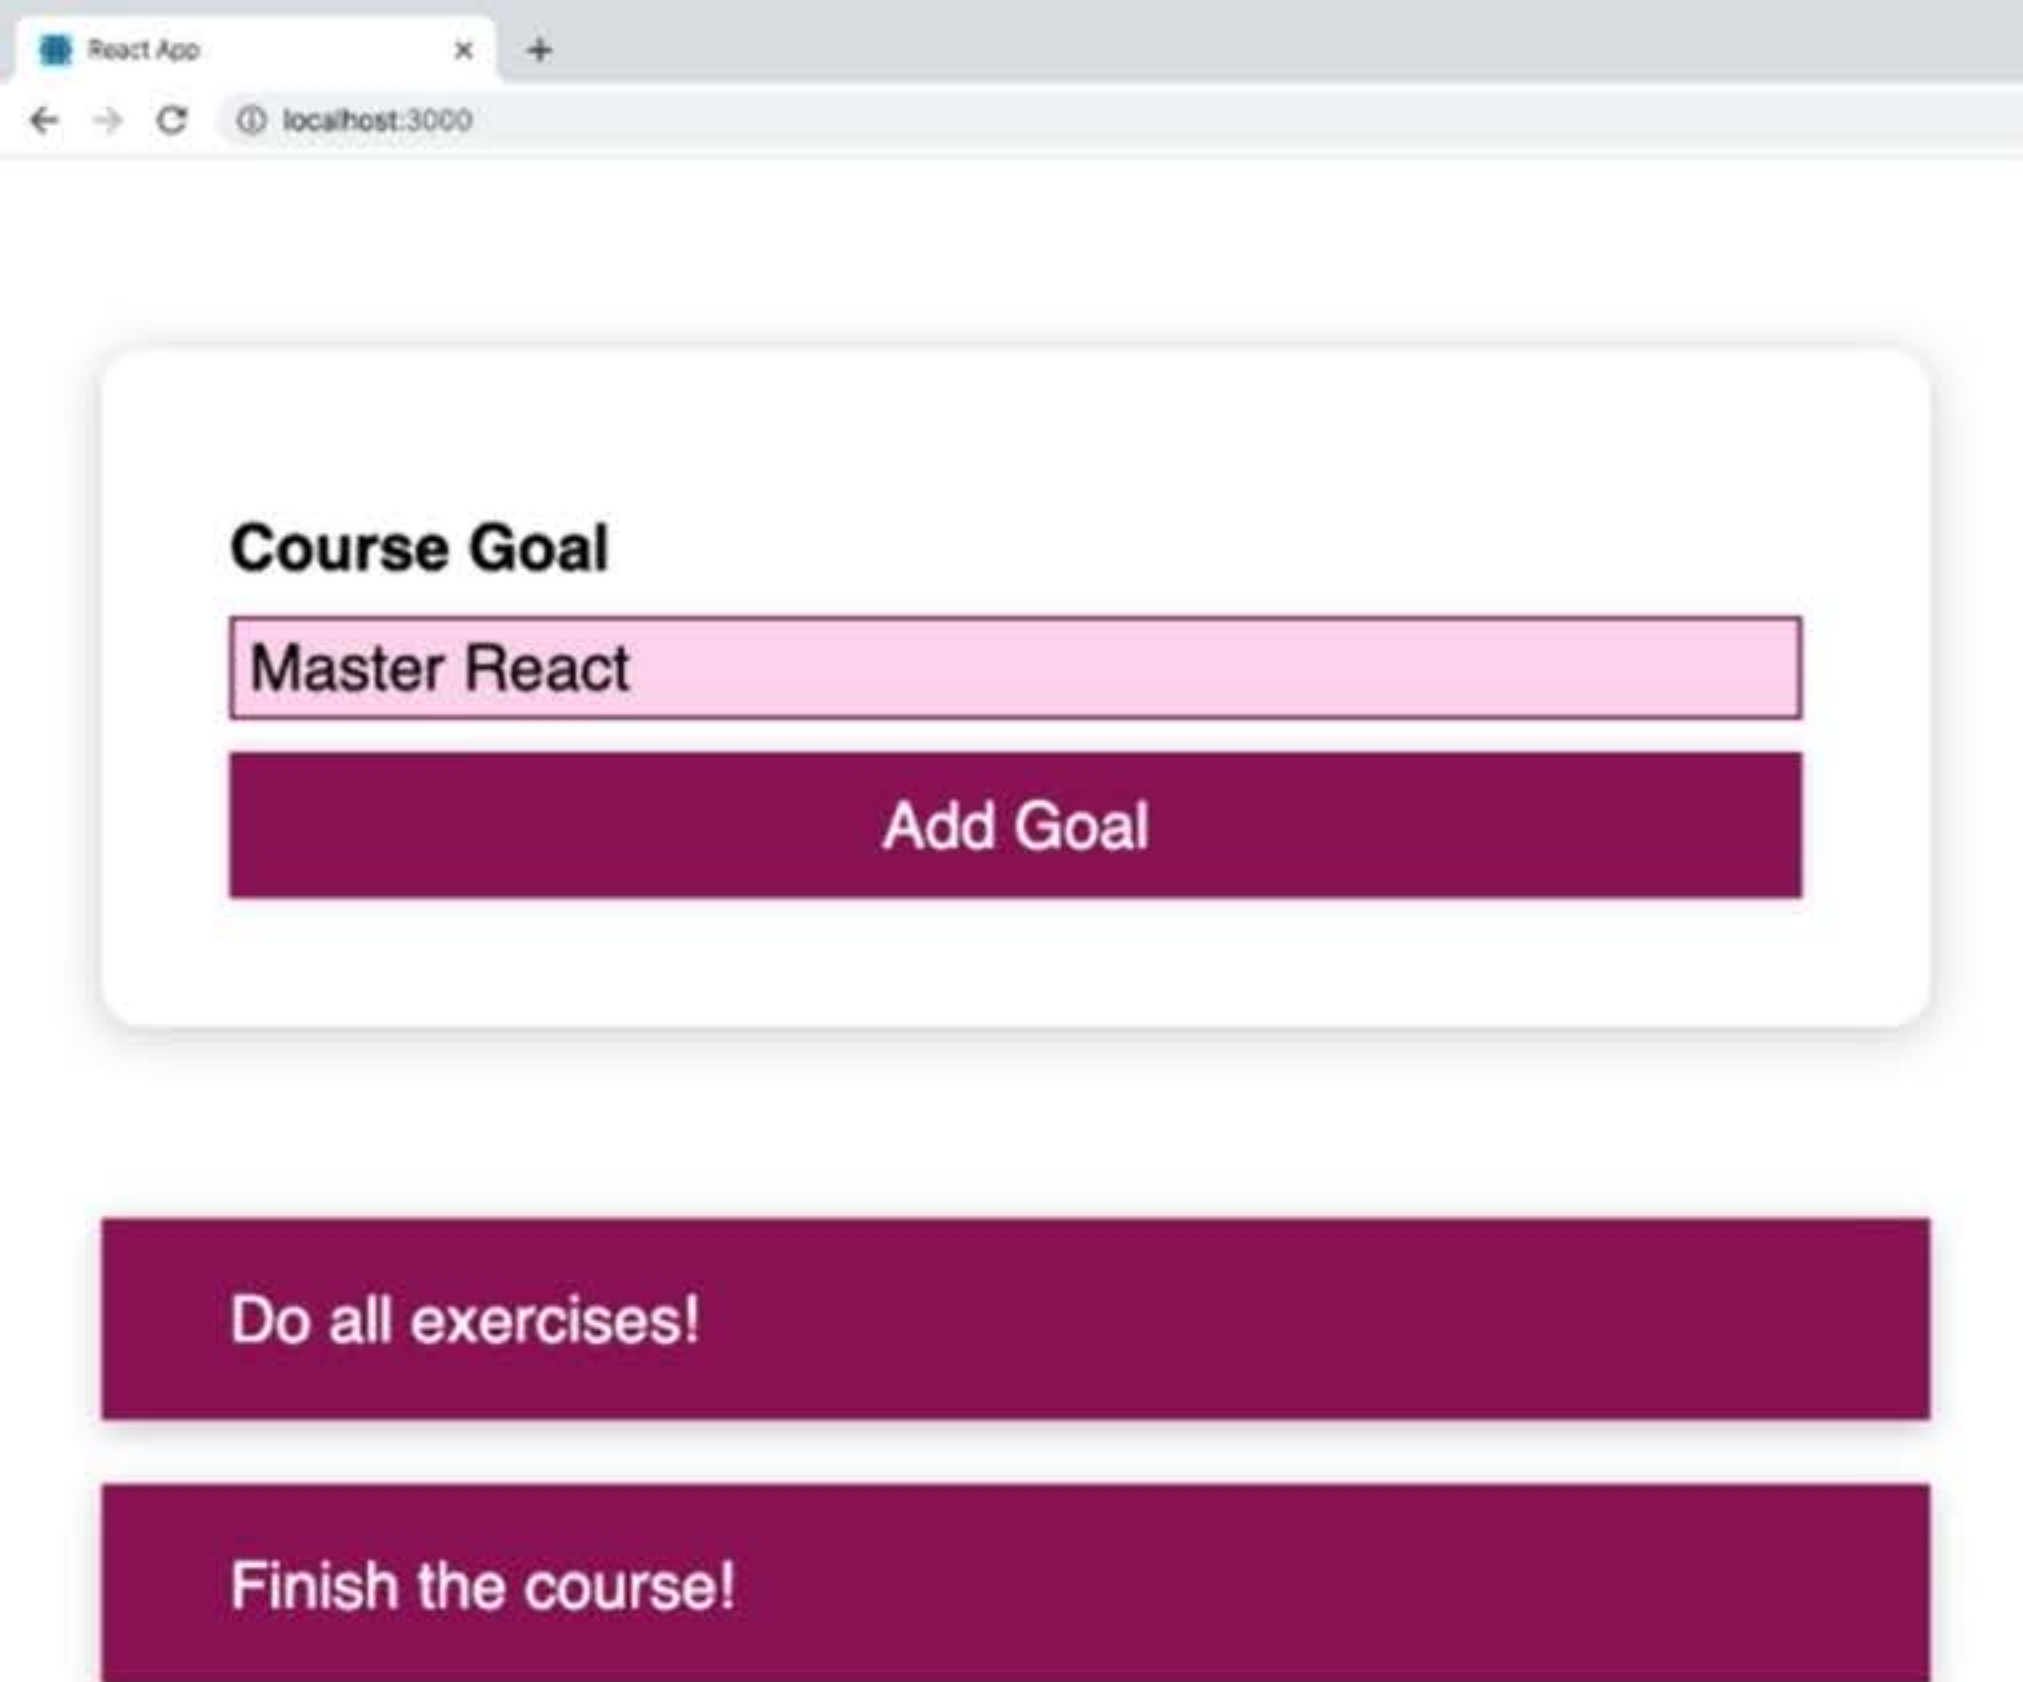 React App
localhost:3000
Course Goal
Master React
Add Goal
Do all exercises!
Finish the course!